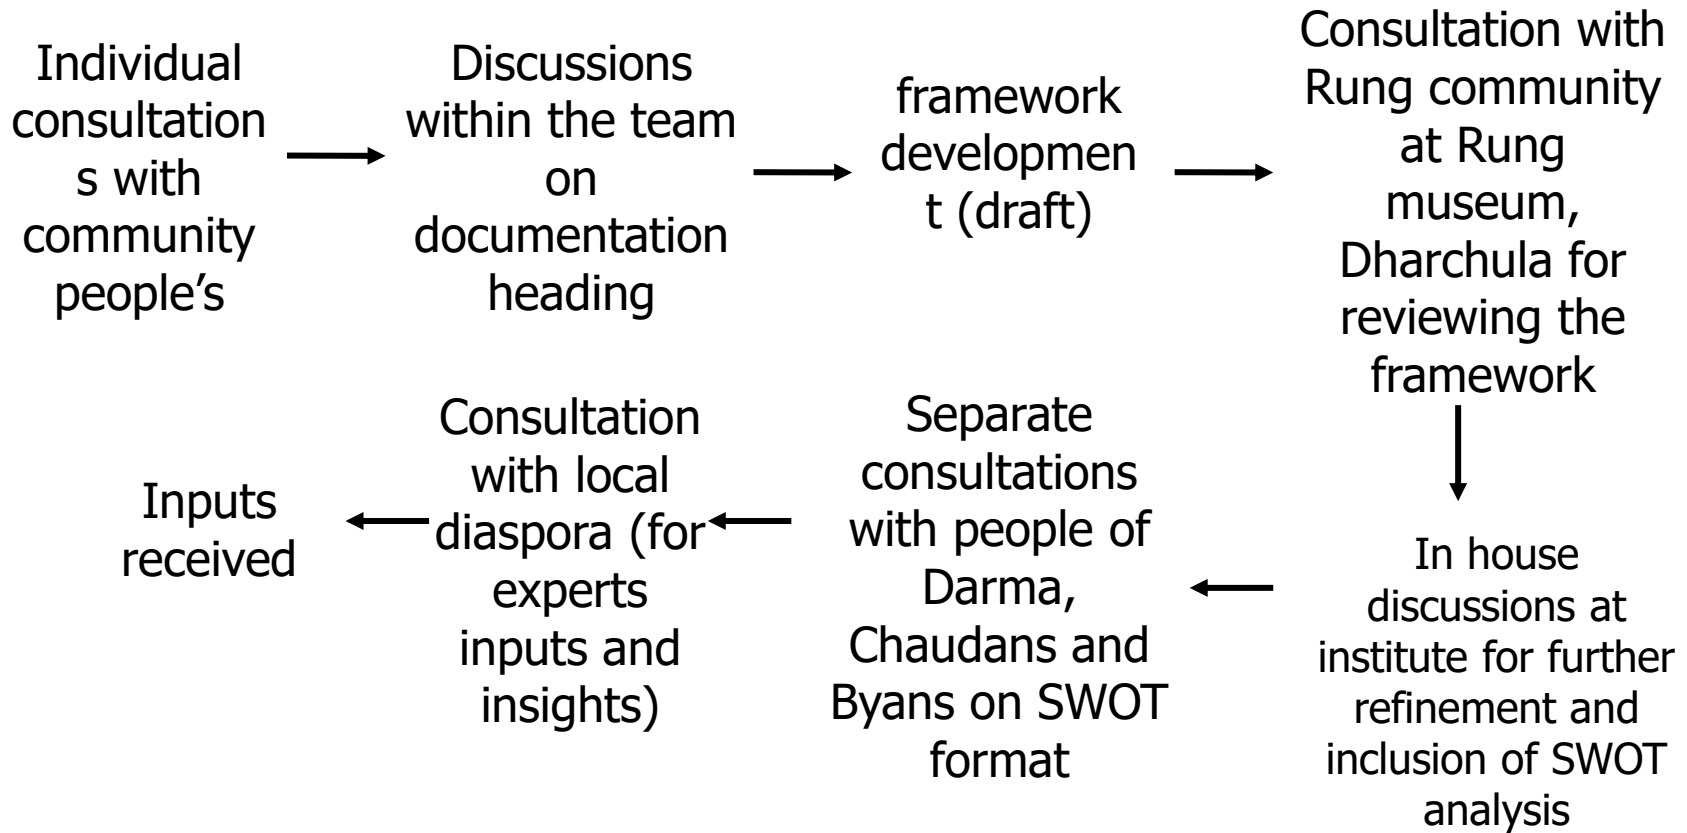 Individual
consultation
s with
community
people’s
Discussions
within the team
on
documentation
heading
framework
developmen
t (draft)
Consultation with
Rung community
at Rung
museum,
Dharchula for
reviewing the
framework
In house
discussions at
institute for further
refinement and
inclusion of SWOT
analysis
Separate
consultations
with people of
Darma,
Chaudans and
Byans on SWOT
format
Consultation
with local
diaspora (for
experts
inputs and
insights)
Inputs
received